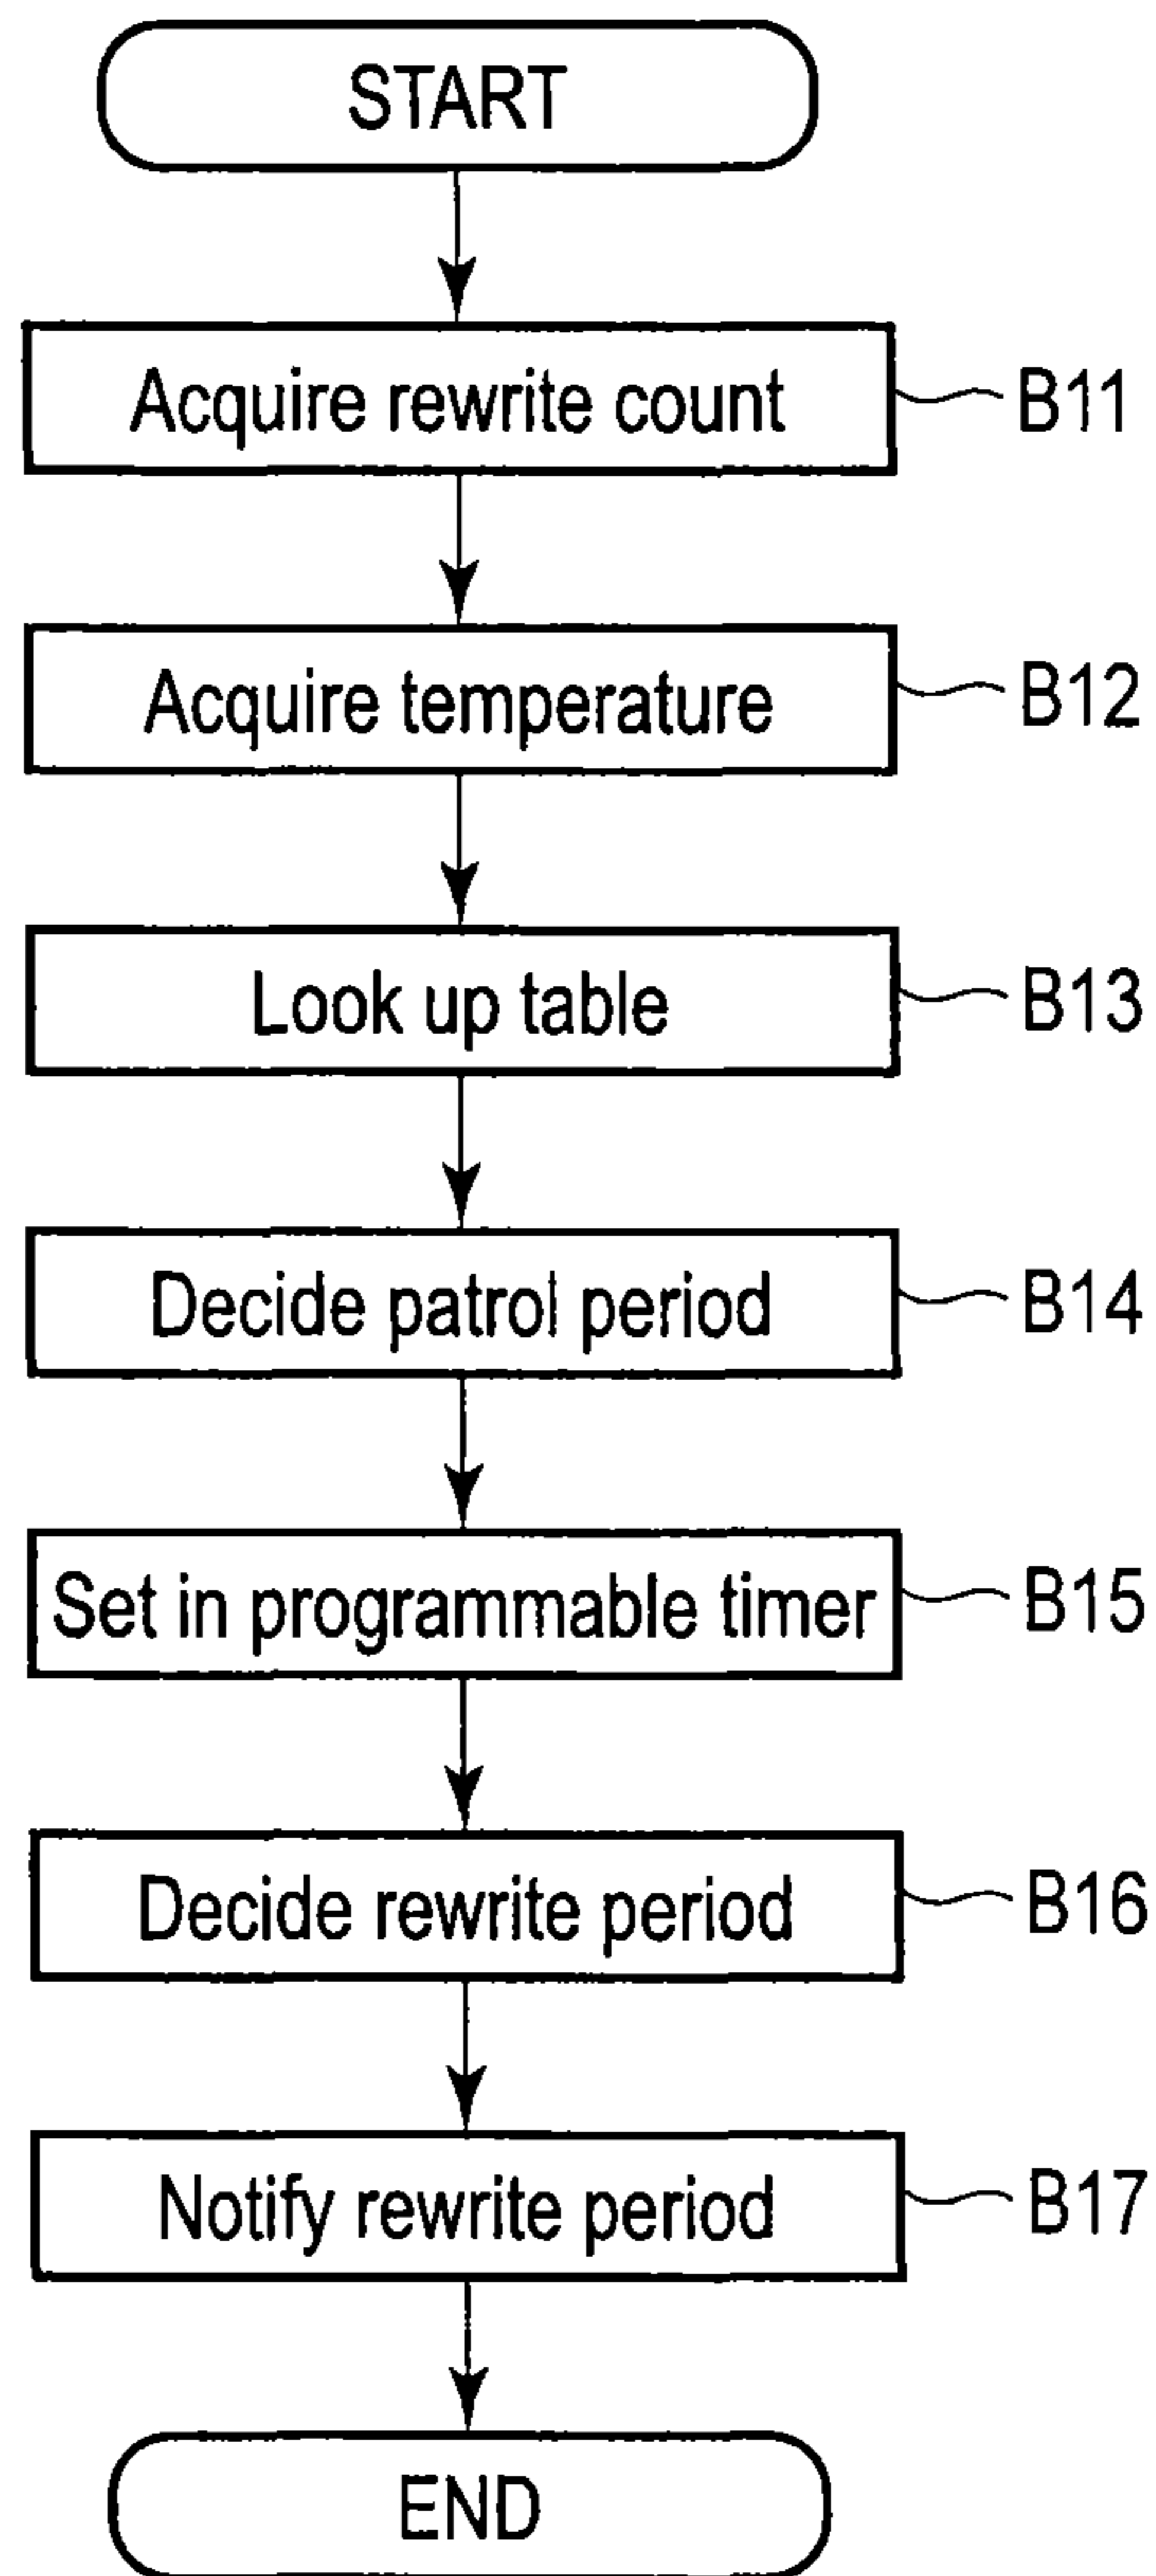 START
Acquire rewrite count
B11
Acquire temperature
B12
Look up table
B13
Decide patrol period
B14
Set in programmable timer
B15
Decide rewrite period
B16
Notify rewrite period
B17
END